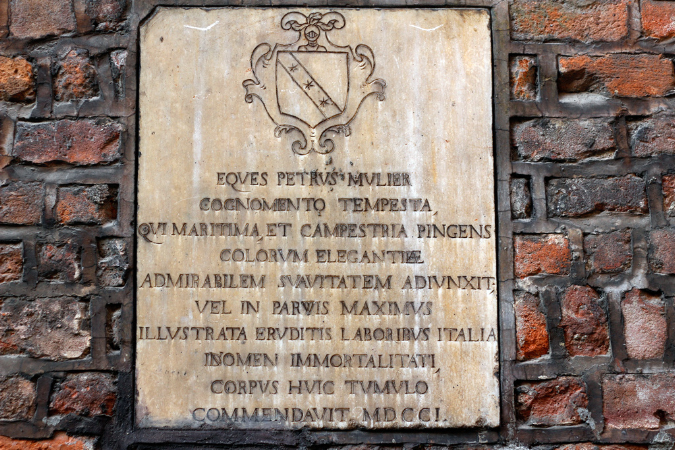 EQVES PETRVS MVLIER
COGNOMENTO TEMPESTA
QVI MARITIMA, ET CAMPESTRIA PINGENS
COLORVM ELEGANTIÆ
ADMIRABILEM SVAVITATEM ADIVNXIT
VEL IN PARVIS MAXIMVS
ILLVSTRATA ERVDITIS LABORIBVS ITALIA
NOMEN IMMORTALITATI
CORPVS HVIC TVMVLO
COMMENDAVIT MDCCI.